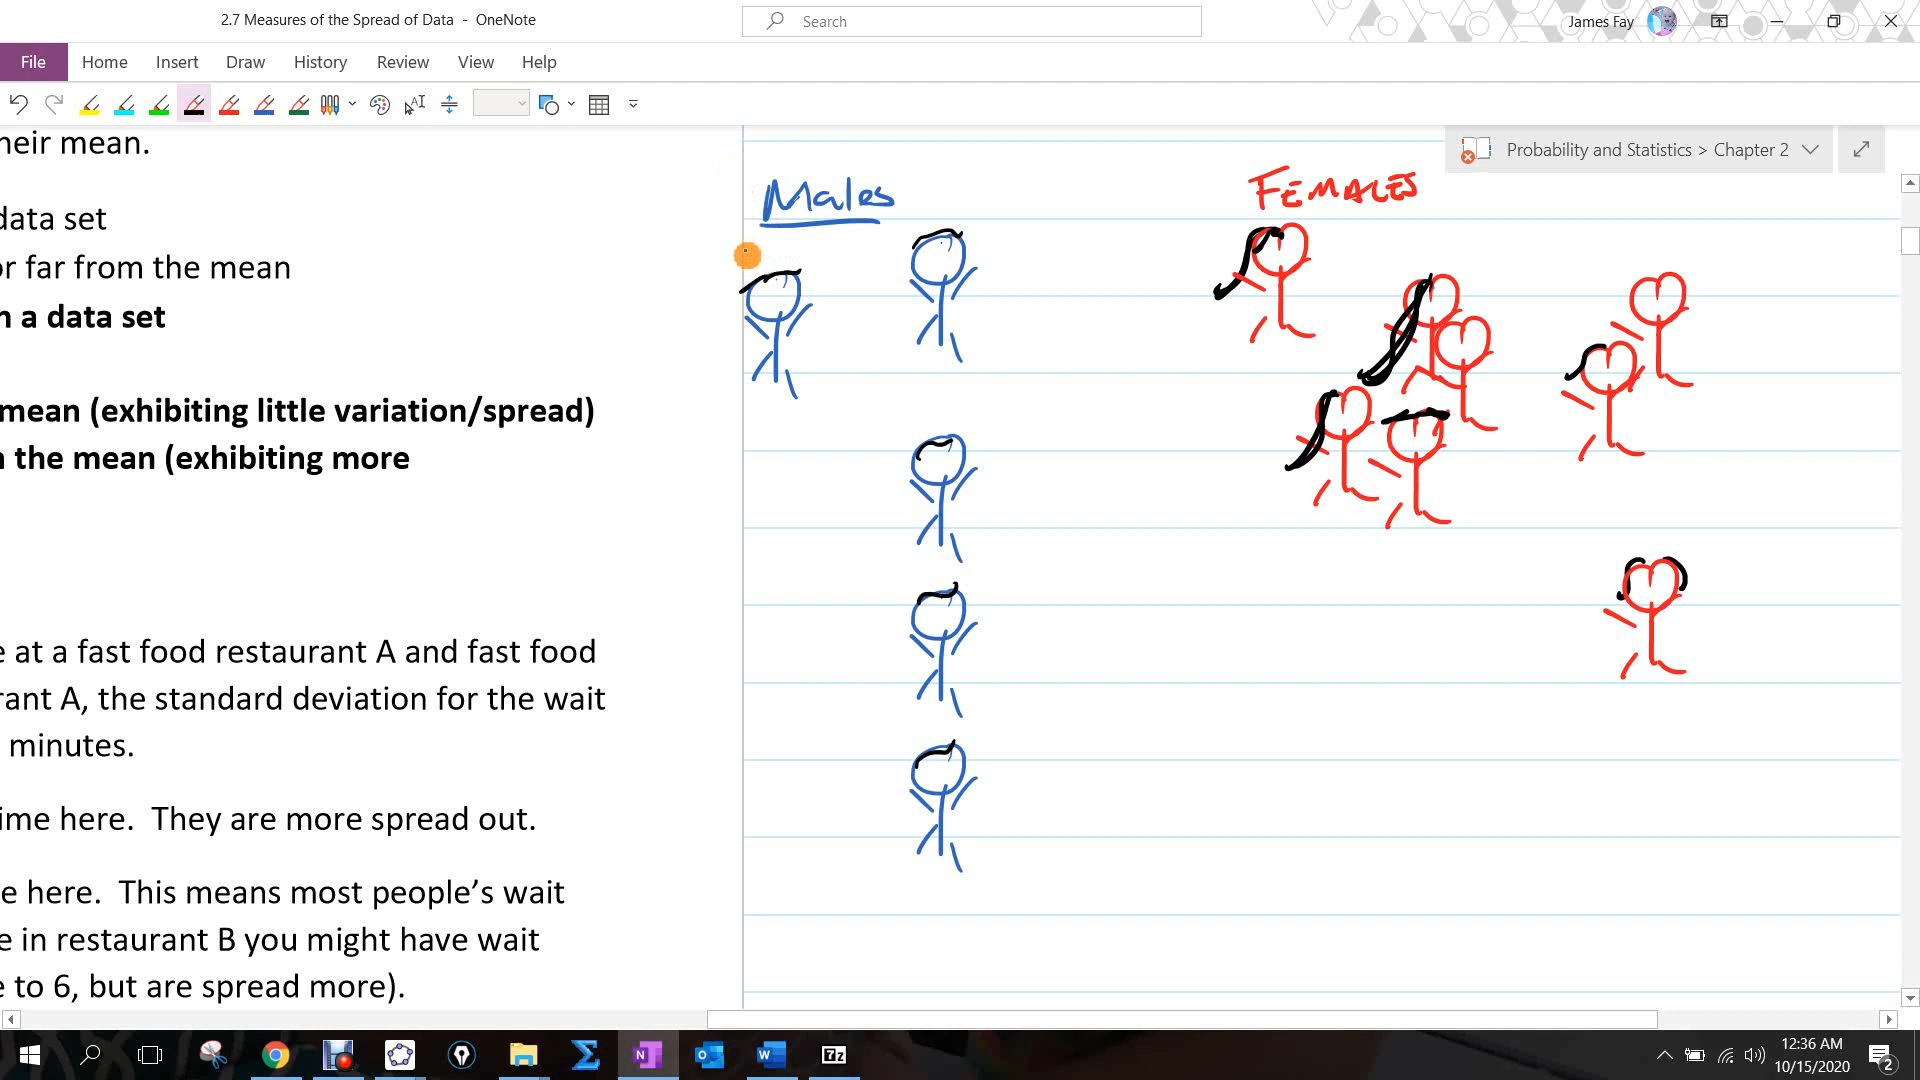 2.7 Measures of the Spread of Data - OneNote
Search
James Fay
File Home Insert Draw History Review View Help
Probability and Statistics > Chapter 2
heir mean.
data set
or far from the mean
n a data set
mean (exhibiting little variation/spread)
the mean (exhibiting more
e at a fast food restaurant A and fast food
rant A, the standard deviation for the wait
minutes.
ime here. They are more spread out.
e here. This means most people's wait
e in restaurant B you might have wait
e to 6, but are spread more).
Males
FEMALES
12:36 AM
10/15/2020
2
7z